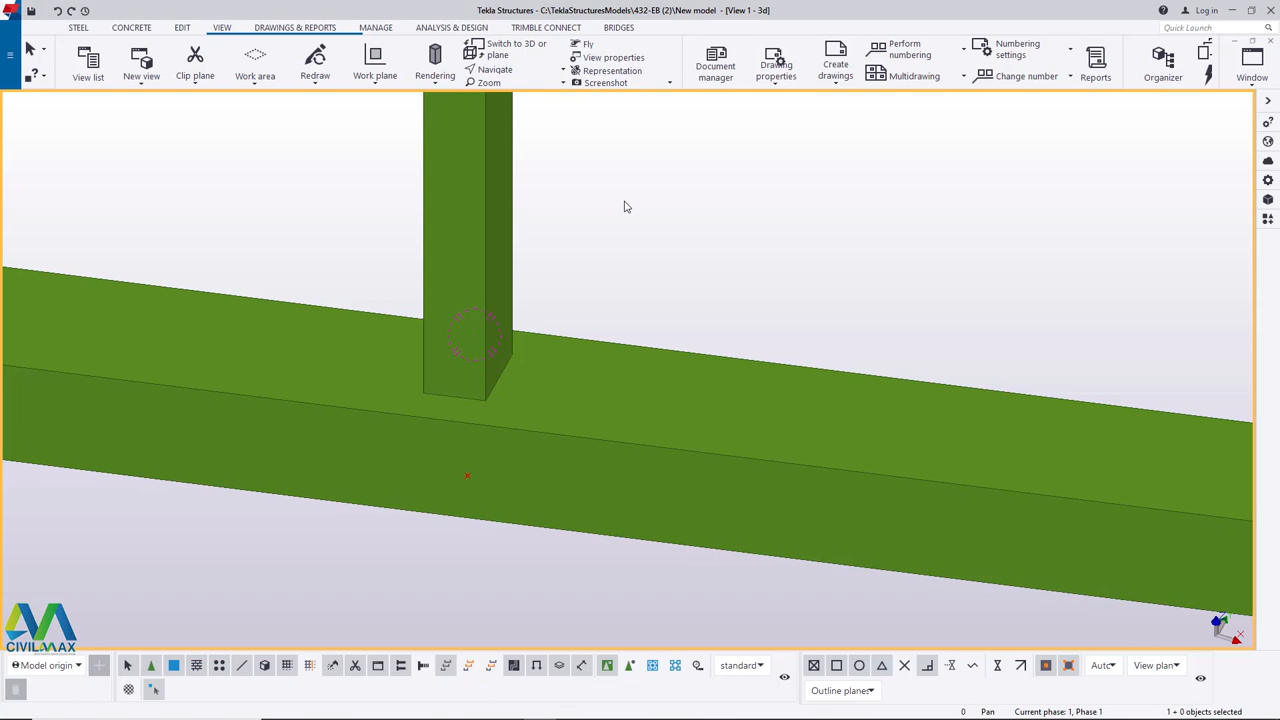 Tekla Structures - C:\TeklaStructuresModels\432-EB (2)\New model - [View 1 - 3d]
Log in
STEEL CONCRETE EDIT VIEW DRAWINGS & REPORTS MANAGE ANALYSIS & DESIGN TRIMBLE CONNECT BRIDGES
Quick Launch
View list
New view
Clip plane
Work area
Redraw
Work plane
Rendering
Switch to 3D or
plane
Navigate
Zoom
Fly
View properties
Representation
Screenshot
Document
manager
Drawing
properties
Create
drawings
Perform
numbering
Multidrawing
Numbering
settings
Change number
Reports
Window
CIVILMAX
Model origin
standard
Auto
View plan
Outline planes
0 Pan Current phase: 1, Phase 1 1 + 0 objects selected